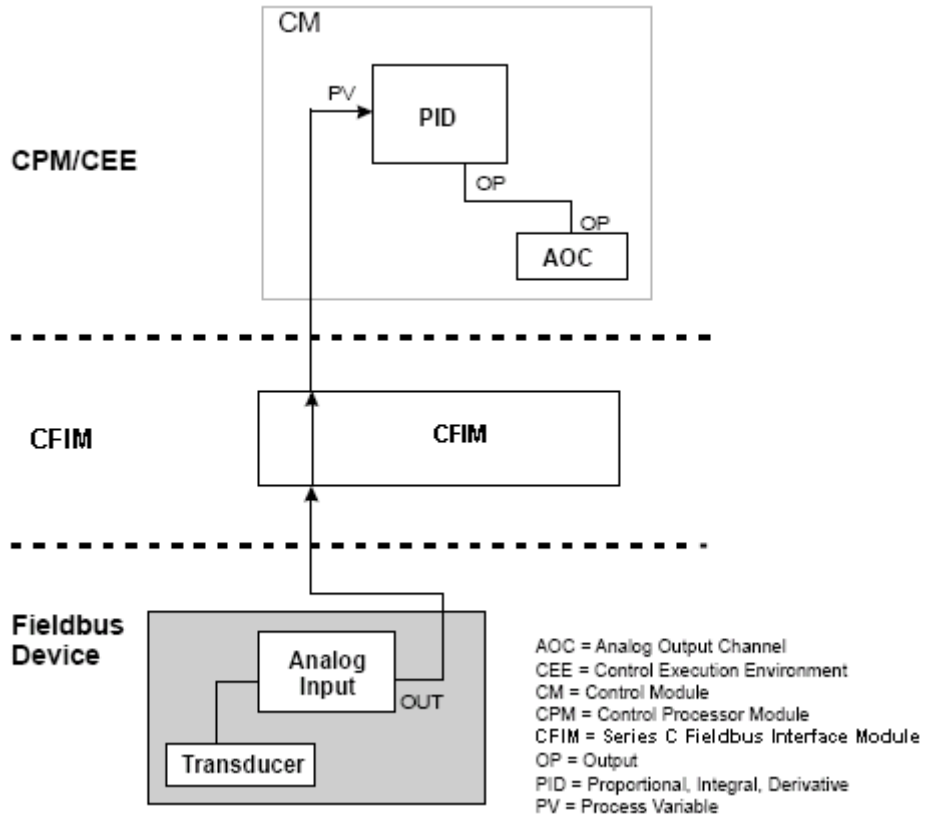 CM
PV
PID
CPM/CEE
OP
OP
AOC
CFIM
CFIM
Fieldbus
Device
Analog
Input
OUT
Transducer
AOC = Analog Output Channel
CEE = Control Execution Environment
CM = Control Module
CPM = Control Processor Module
CFIM = Series C Fieldbus Interface Module
OP = Output
PID = Proportional, Integral, Derivative
PV = Process Variable